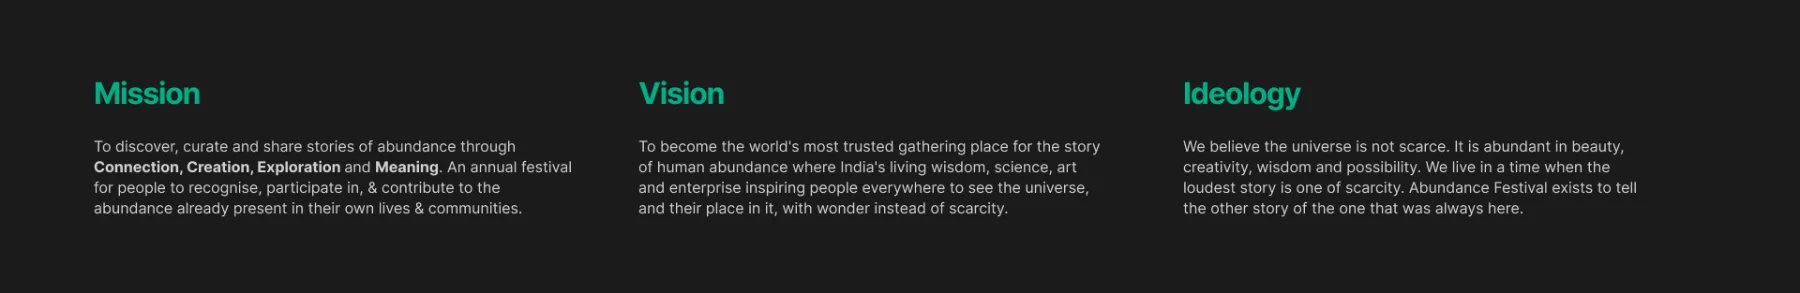 Mission
To discover, curate and share stories of abundance through
Connection, Creation, Exploration and Meaning. An annual festival
for people to recognise, participate in, & contribute to the
abundance already present in their own lives & communities.
Vision
To become the world's most trusted gathering place for the story
of human abundance where India's living wisdom, science, art
and enterprise inspiring people everywhere to see the universe,
and their place in it, with wonder instead of scarcity.
Ideology
We believe the universe is not scarce. It is abundant in beauty,
creativity, wisdom and possibility. We live in a time when the
loudest story is one of scarcity. Abundance Festival exists to tell
the other story of the one that was always here.